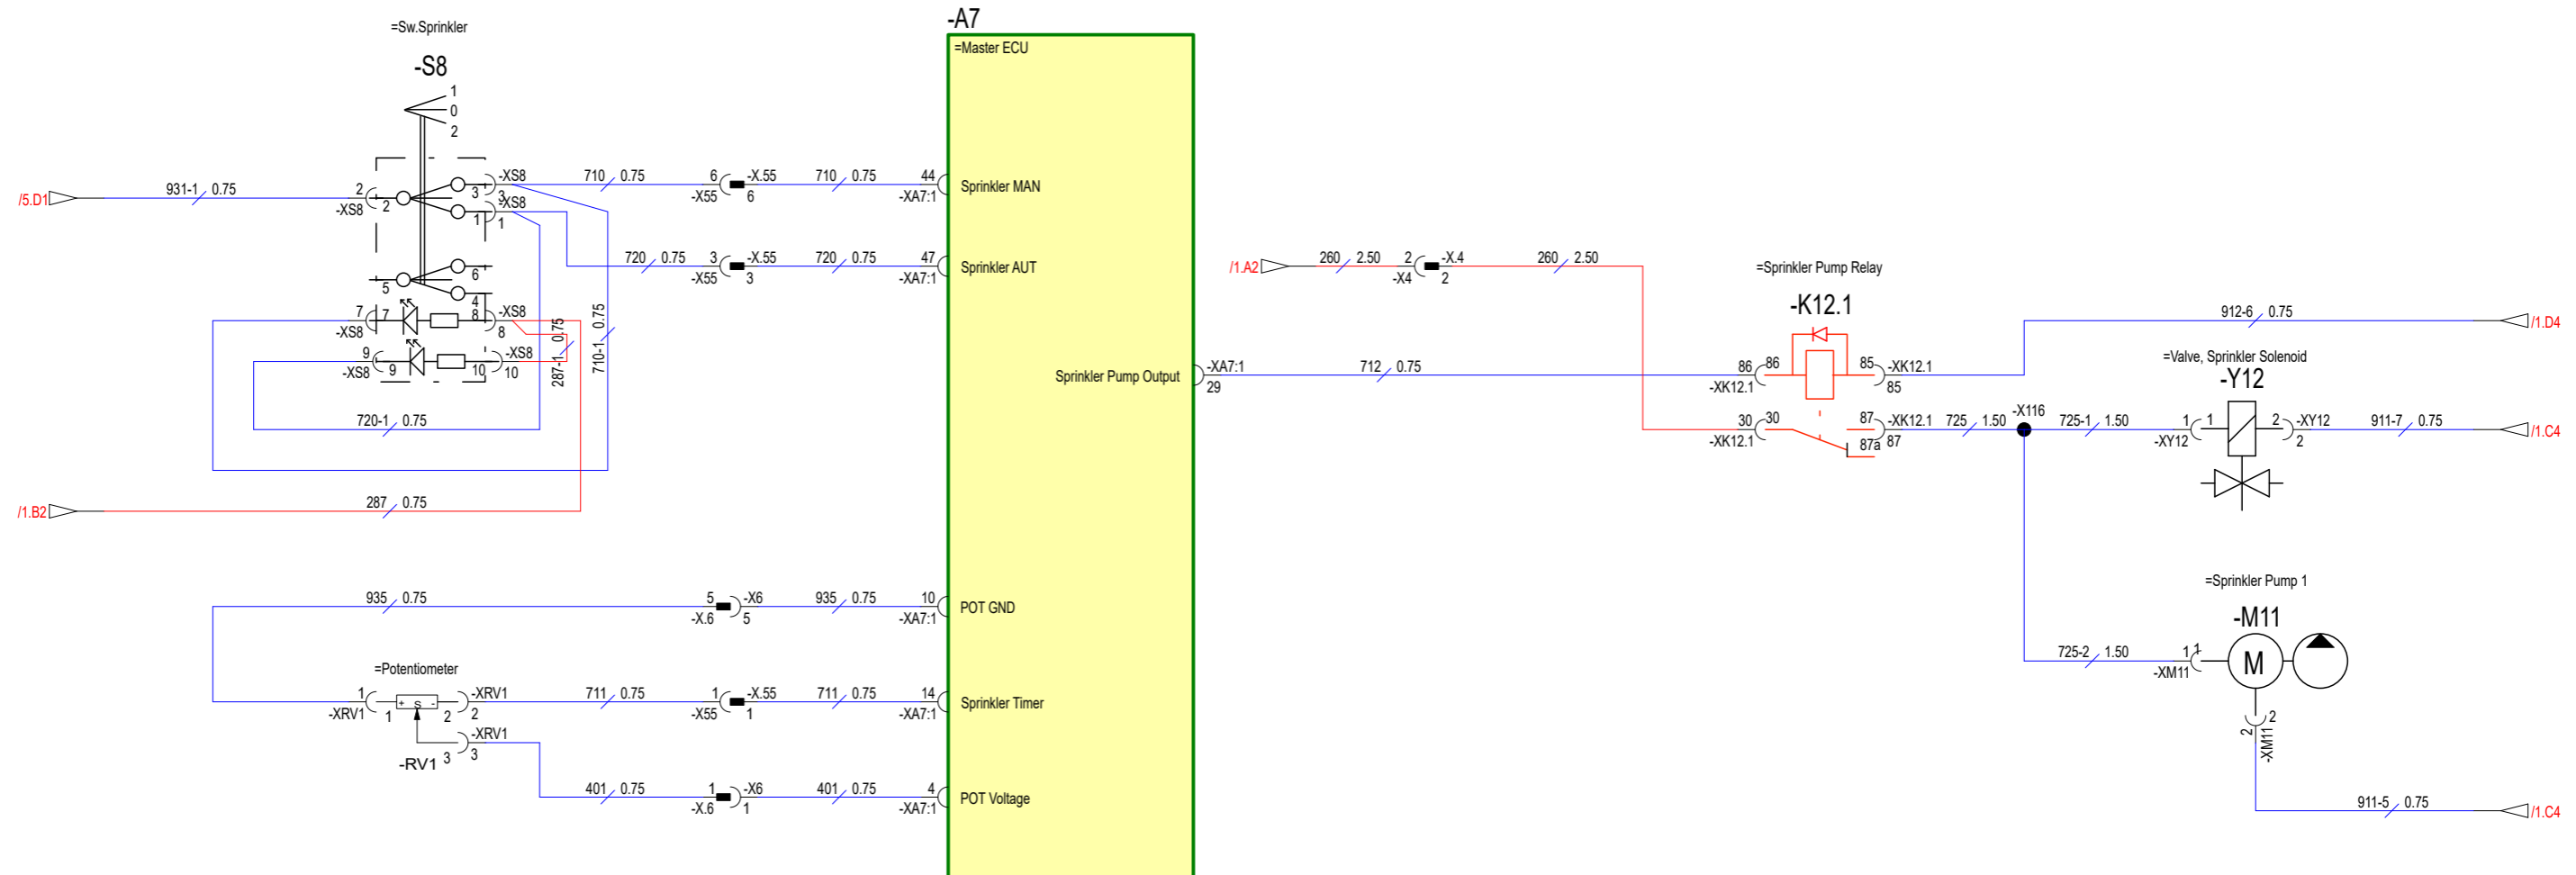 =Sw.Sprinkler
-S8
1
0
2
/5.D1
931-1 0.75
2
-XS8
2
3
-XS8
3
1
-XS8
1
710 0.75
6 -X.55
-X55 6
710 0.75
44
-XA7:1
720 0.75
3 -X.55
-X55 3
720 0.75
47
-XA7:1
5
6
4
7
-XS8
7
8
-XS8
8
9
-XS8
9
10
-XS8
10
287-1 0.75
710-1 0.75
720-1 0.75
/1.B2
287 0.75
935 0.75
5 -X6
-X.6 5
935 0.75
10
-XA7:1
=Potentiometer
1
-XRV1
1
+ S -
2
-XRV1
2
-RV1
3
-XRV1
3
711 0.75
1 -X.55
-X55 1
711 0.75
14
-XA7:1
401 0.75
1 -X6
-X.6 1
401 0.75
4
-XA7:1
-A7
=Master ECU
Sprinkler MAN
Sprinkler AUT
Sprinkler Pump Output
POT GND
Sprinkler Timer
POT Voltage
-XA7:1
29
/1.A2
260 2.50
2 -X.4
-X4 2
260 2.50
712 0.75
=Sprinkler Pump Relay
-K12.1
86
-XK12.1
86
85
-XK12.1
85
30
-XK12.1
30
87
87a
-XK12.1
87
912-6 0.75
/1.D4
725 1.50
-X116
725-1 1.50
=Valve, Sprinkler Solenoid
-Y12
1
-XY12
1
2
-XY12
2
911-7 0.75
/1.C4
=Sprinkler Pump 1
-M11
725-2 1.50
1
-XM11
1
M
2
2
-XM11
911-5 0.75
/1.C4